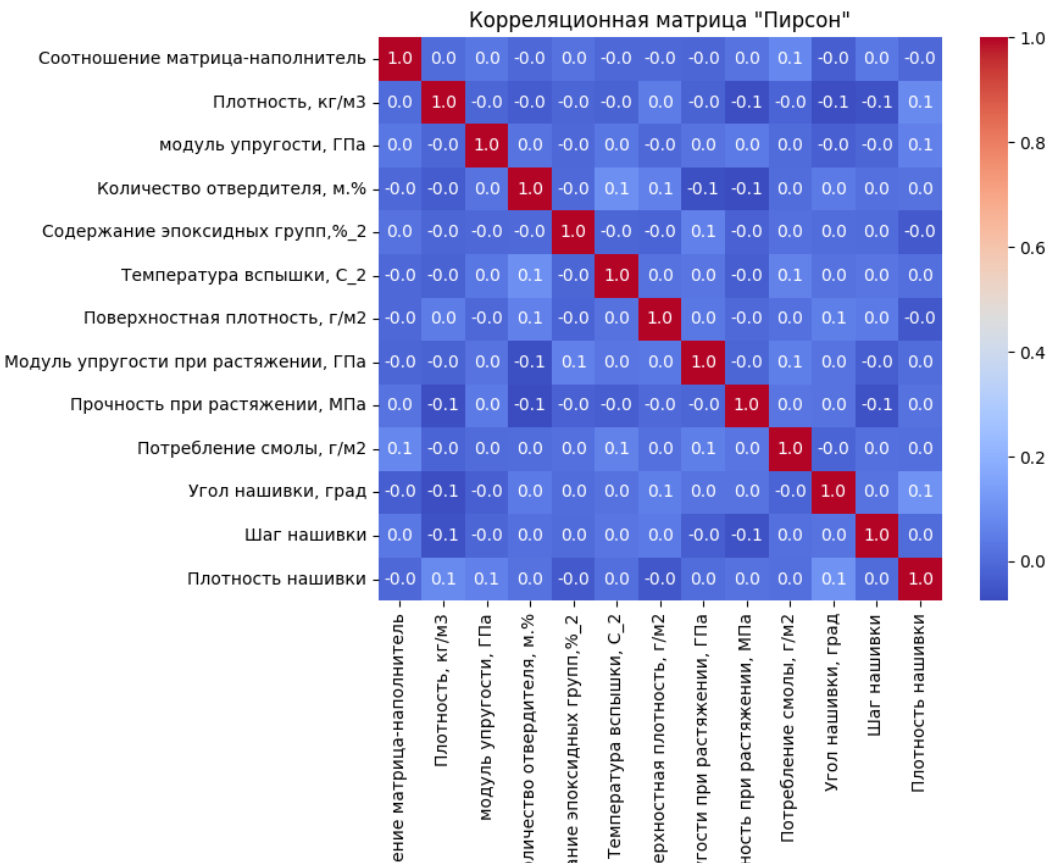 Корреляционная матрица "Пирсон"
Соотношение матрица-наполнитель 1.0 0.0 0.0 -0.0 0.0 -0.0 -0.0 -0.0 0.0 0.1 -0.0 0.0 -0.0
Плотность, кг/м3 0.0 1.0 -0.0 -0.0 -0.0 -0.0 0.0 -0.0 -0.1 -0.0 -0.1 -0.1 0.1
модуль упругости, ГПа 0.0 -0.0 1.0 0.0 -0.0 0.0 -0.0 0.0 0.0 0.0 -0.0 -0.0 0.1
Количество отвердителя, м.% -0.0 -0.0 0.0 1.0 -0.0 0.1 0.1 -0.1 -0.1 0.0 0.0 0.0 0.0
Содержание эпоксидных групп,%_2 0.0 -0.0 -0.0 -0.0 1.0 -0.0 -0.0 0.1 -0.0 0.0 0.0 0.0 -0.0
Температура вспышки, С_2 -0.0 -0.0 0.0 0.1 -0.0 1.0 0.0 0.0 -0.0 0.1 0.0 0.0 0.0
Поверхностная плотность, г/м2 -0.0 0.0 -0.0 0.1 -0.0 0.0 1.0 0.0 -0.0 0.0 0.1 0.0 -0.0
Модуль упругости при растяжении, ГПа -0.0 -0.0 0.0 -0.1 0.1 0.0 0.0 1.0 -0.0 0.1 0.0 -0.0 0.0
Прочность при растяжении, МПа 0.0 -0.1 0.0 -0.1 -0.0 -0.0 -0.0 -0.0 1.0 0.0 0.0 -0.1 0.0
Потребление смолы, г/м2 0.1 -0.0 0.0 0.0 0.0 0.1 0.0 0.1 0.0 1.0 -0.0 0.0 0.0
Угол нашивки, град -0.0 -0.1 -0.0 0.0 0.0 0.0 0.1 0.0 0.0 -0.0 1.0 0.0 0.1
Шаг нашивки 0.0 -0.1 -0.0 0.0 0.0 0.0 0.0 -0.0 -0.1 0.0 0.0 1.0 0.0
Плотность нашивки -0.0 0.1 0.1 0.0 -0.0 0.0 -0.0 0.0 0.0 0.0 0.1 0.0 1.0
ение матрица-наполнитель
Плотность, кг/м3
модуль упругости, ГПа
оличество отвердителя, м.%
ание эпоксидных групп,%_2
Температура вспышки, С_2
ерхностная плотность, г/м2
гости при растяжении, ГПа
ность при растяжении, МПа
Потребление смолы, г/м2
Угол нашивки, град
Шаг нашивки
Плотность нашивки
1.0
0.8
0.6
0.4
0.2
0.0